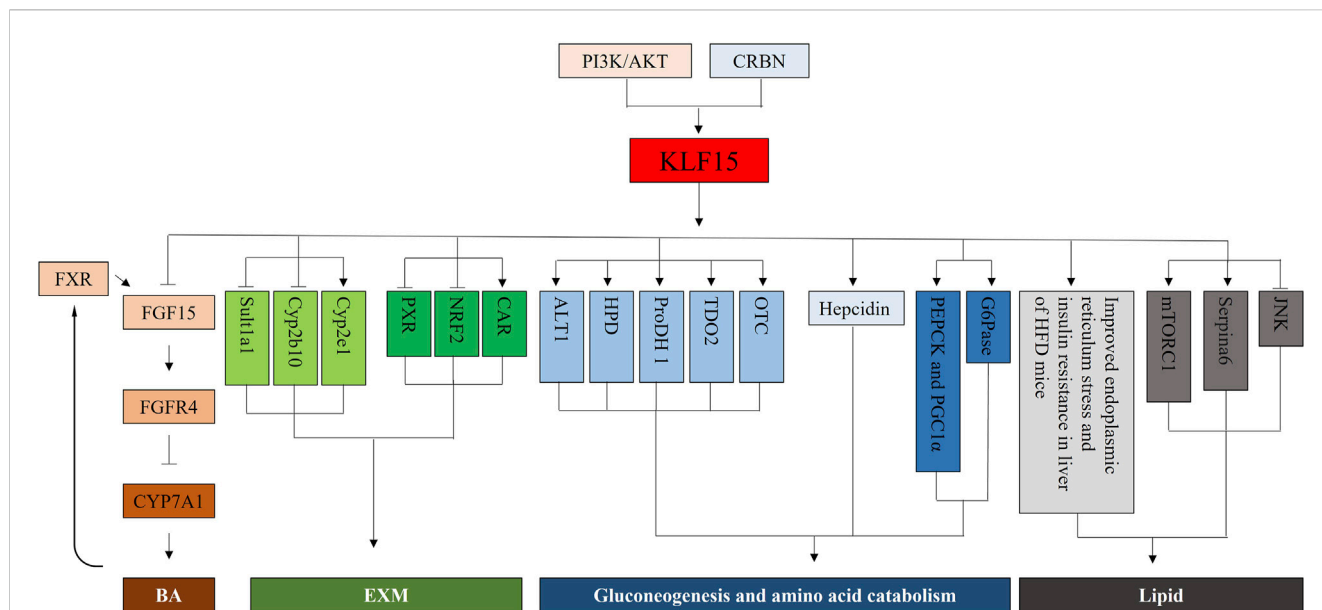 PI3K/AKT
CRBN
KLF15
FXR
FGF15
FGFR4
CYP7A1
BA
Sult1a1
Cyp2b10
Cyp2e1
PXR
NRF2
CAR
EXM
ALT1
HPD
ProDH 1
TDO2
OTC
Hepcidin
PEPCK and PGC1α
G6Pase
Gluconeogenesis and amino acid catabolism
Improved endoplasmic
reticulum stress and
insulin resistance in liver
of HFD mice
mTORC1
Serpina6
JNK
Lipid